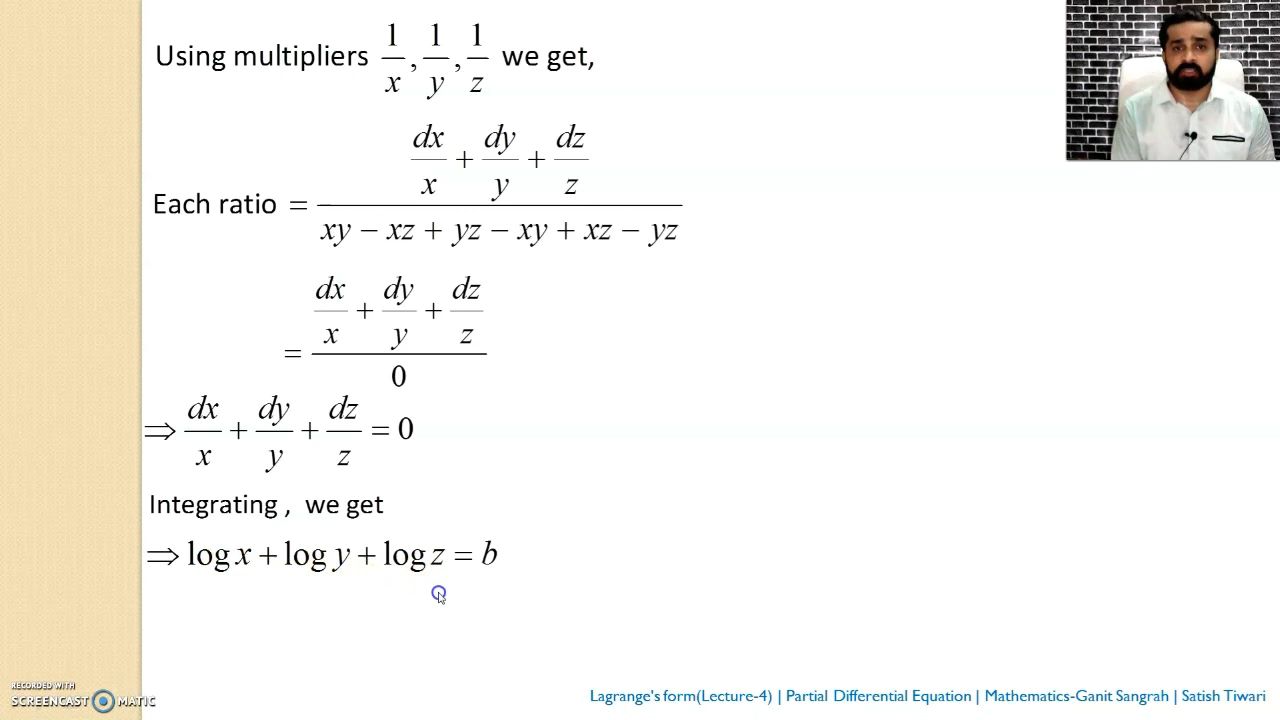 Using multipliers 1/x, 1/y, 1/z we get,
Each ratio = (dx/x + dy/y + dz/z)/(xy − xz + yz − xy + xz − yz)
= (dx/x + dy/y + dz/z)/0
⇒ dx/x + dy/y + dz/z = 0
Integrating , we get
⇒ log x + log y + log z = b
RECORDED WITH
SCREENCAST MATIC
Lagrange's form(Lecture-4) | Partial Differential Equation | Mathematics-Ganit Sangrah | Satish Tiwari